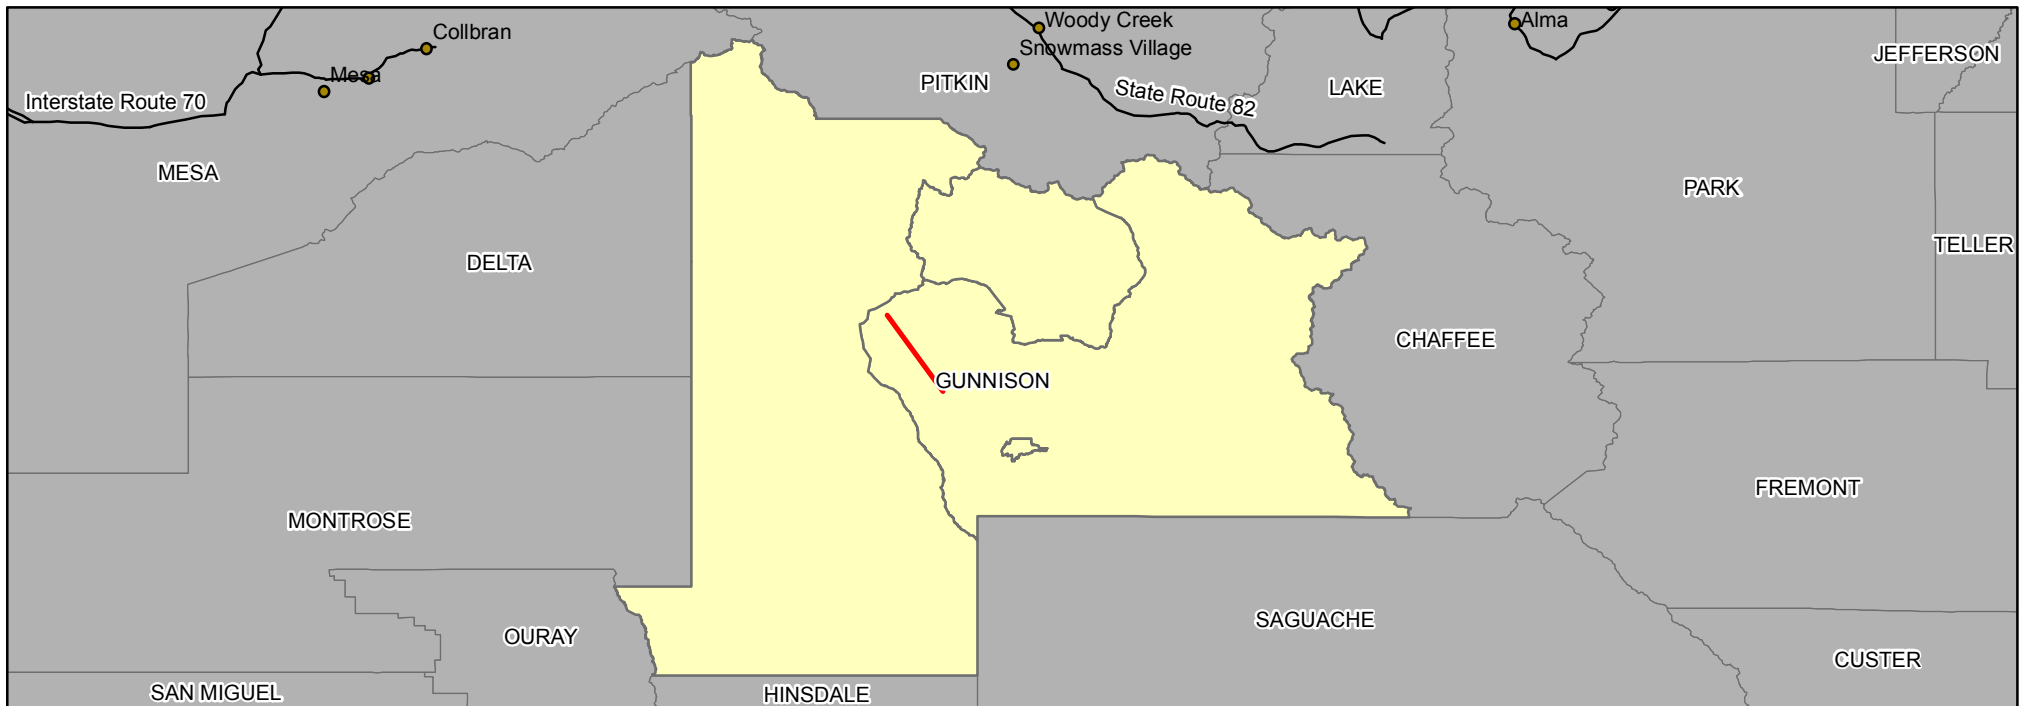 Woody Creek
Alma
Collbran
Snowmass Village
JEFFERSON
Mesa
PITKIN
LAKE
Interstate Route 70
State Route 82
MESA
PARK
TELLER
DELTA
CHAFFEE
GUNNISON
FREMONT
MONTROSE
SAGUACHE
OURAY
CUSTER
SAN MIGUEL
HINSDALE